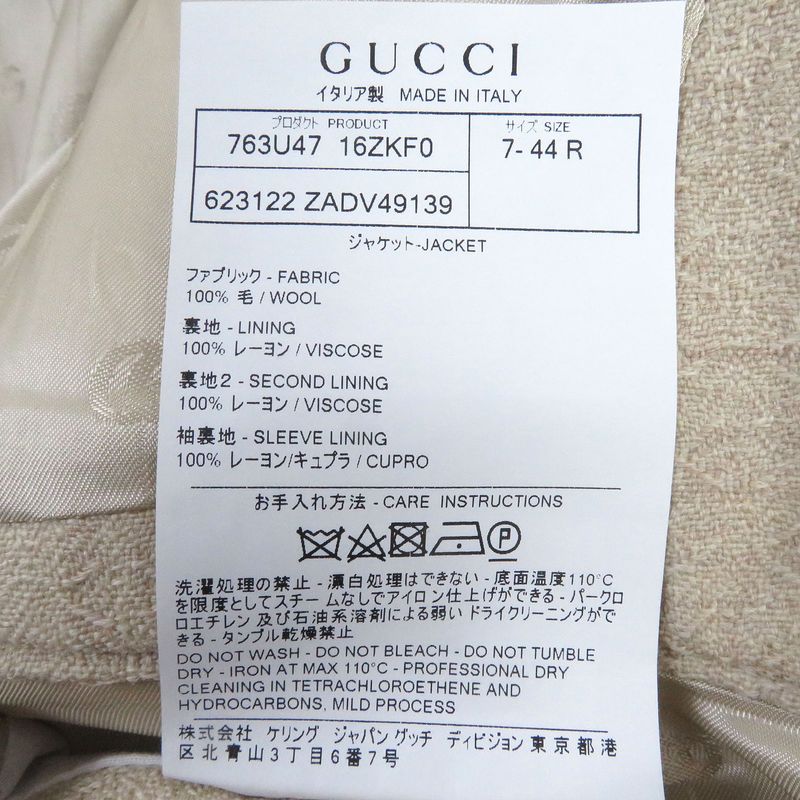 GUCCI
イタリア製 MADE IN ITALY
プロダクト PRODUCT
763U47 16ZKF0
サイズ SIZE
7- 44 R
623122 ZADV49139
ジャケット-JACKET
ファブリック - FABRIC
100% 毛 / WOOL
裏地 - LINING
100% レーヨン / VISCOSE
裏地2 - SECOND LINING
100% レーヨン / VISCOSE
袖裏地 - SLEEVE LINING
100% レーヨン/キュプラ / CUPRO
お手入れ方法 - CARE INSTRUCTIONS
P
洗濯処理の禁止 - 漂白処理はできない - 底面温度110°C
を限度としてスチームなしでアイロン仕上げができる - パークロ
ロエチレン 及び石油系溶剤による弱い ドライクリーニングがで
きる - タンブル乾燥禁止
DO NOT WASH - DO NOT BLEACH - DO NOT TUMBLE
DRY - IRON AT MAX 110°C - PROFESSIONAL DRY
CLEANING IN TETRACHLOROETHENE AND
HYDROCARBONS, MILD PROCESS
株式会社 ケリング ジャパン グッチ ディビジョン 東京都港
区北青山3丁目6番7号